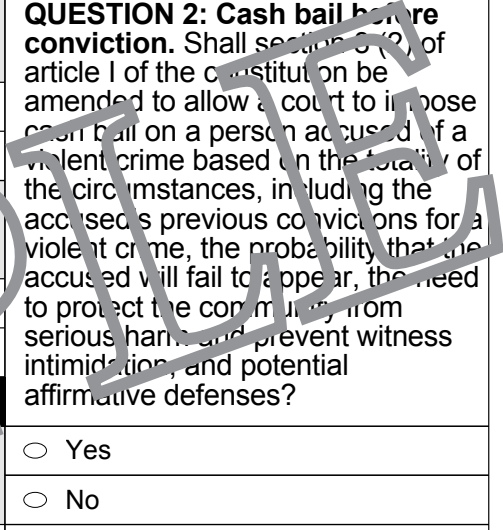 QUESTION 2: Cash bail before
conviction. Shall section 8 (2) of
article I of the constitution be
amended to allow a court to impose
cash bail on a person accused of a
violent crime based on the totality of
the circumstances, including the
accused's previous convictions for a
violent crime, the probability that the
accused will fail to appear, the need
to protect the community from
serious harm and prevent witness
intimidation, and potential
affirmative defenses?
Yes
No